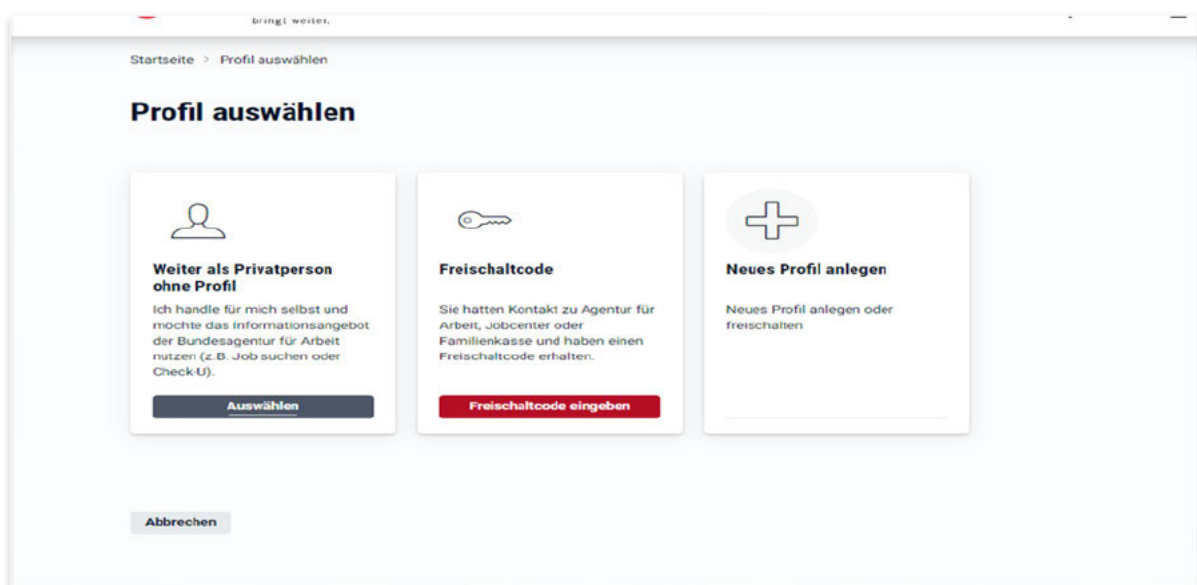 bringt weiter.
Startseite > Profil auswählen
Profil auswählen
Weiter als Privatperson
ohne Profil
Ich handle für mich selbst und
möchte das Informationsangebot
der Bundesagentur für Arbeit
nutzen (z.B. Job suchen oder
Check-U).
Auswählen
Freischaltcode
Sie hatten Kontakt zu Agentur für
Arbeit, Jobcenter oder
Familienkasse und haben einen
Freischaltcode erhalten.
Freischaltcode eingeben
Neues Profil anlegen
Neues Profil anlegen oder
freischalten
Abbrechen